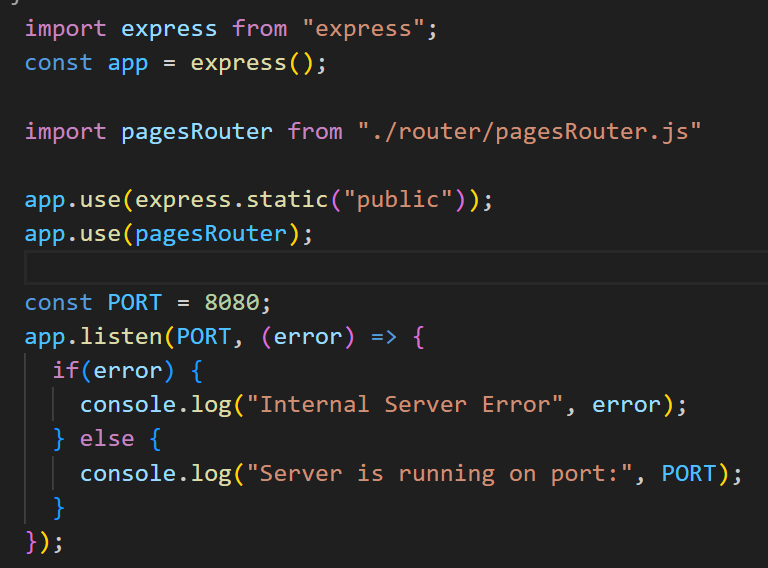 import express from "express";
const app = express();
import pagesRouter from "./router/pagesRouter.js"
app.use(express.static("public"));
app.use(pagesRouter);
const PORT = 8080;
app.listen(PORT, (error) => {
  if(error) {
    console.log("Internal Server Error", error);
  } else {
    console.log("Server is running on port:", PORT);
  }
});